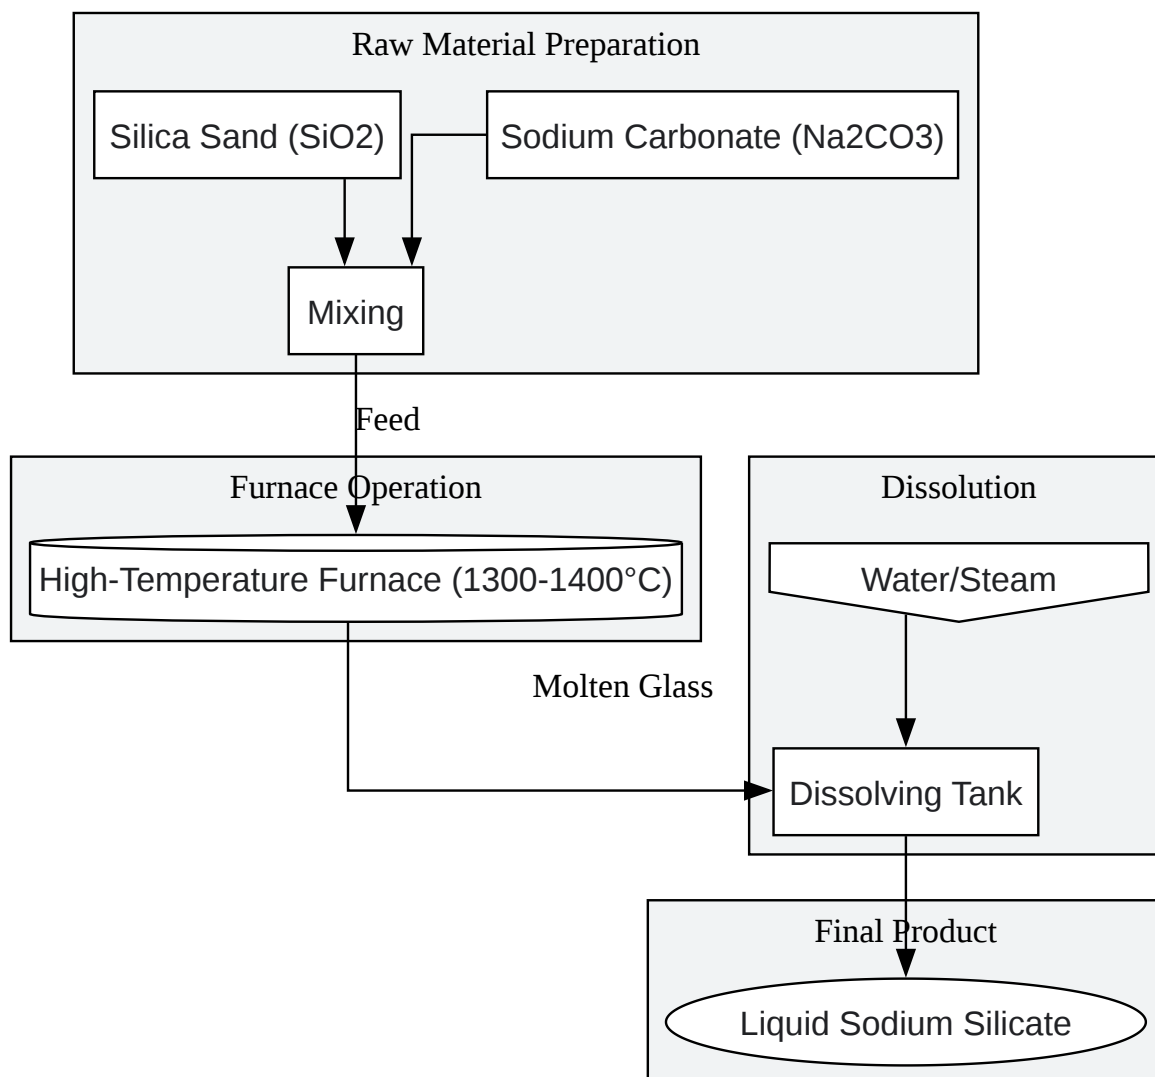 Raw Material Preparation
Silica Sand (SiO2)
Sodium Carbonate (Na2CO3)
Mixing
Feed
Furnace Operation
Dissolution
High-Temperature Furnace (1300-1400°C)
Water/Steam
Molten Glass
Dissolving Tank
Final Product
Liquid Sodium Silicate